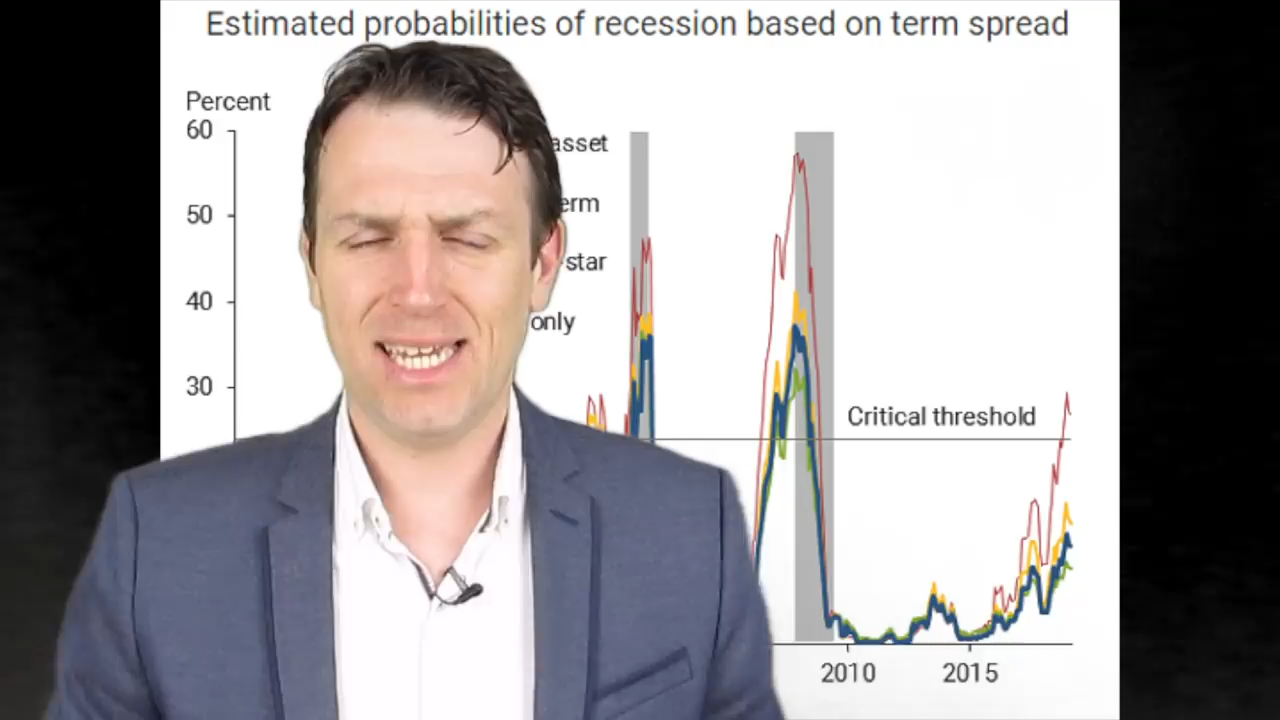 Estimated probabilities of recession based on term spread
Percent
60
asset
50
erm
star
40
only
30
Critical threshold
2010
2015